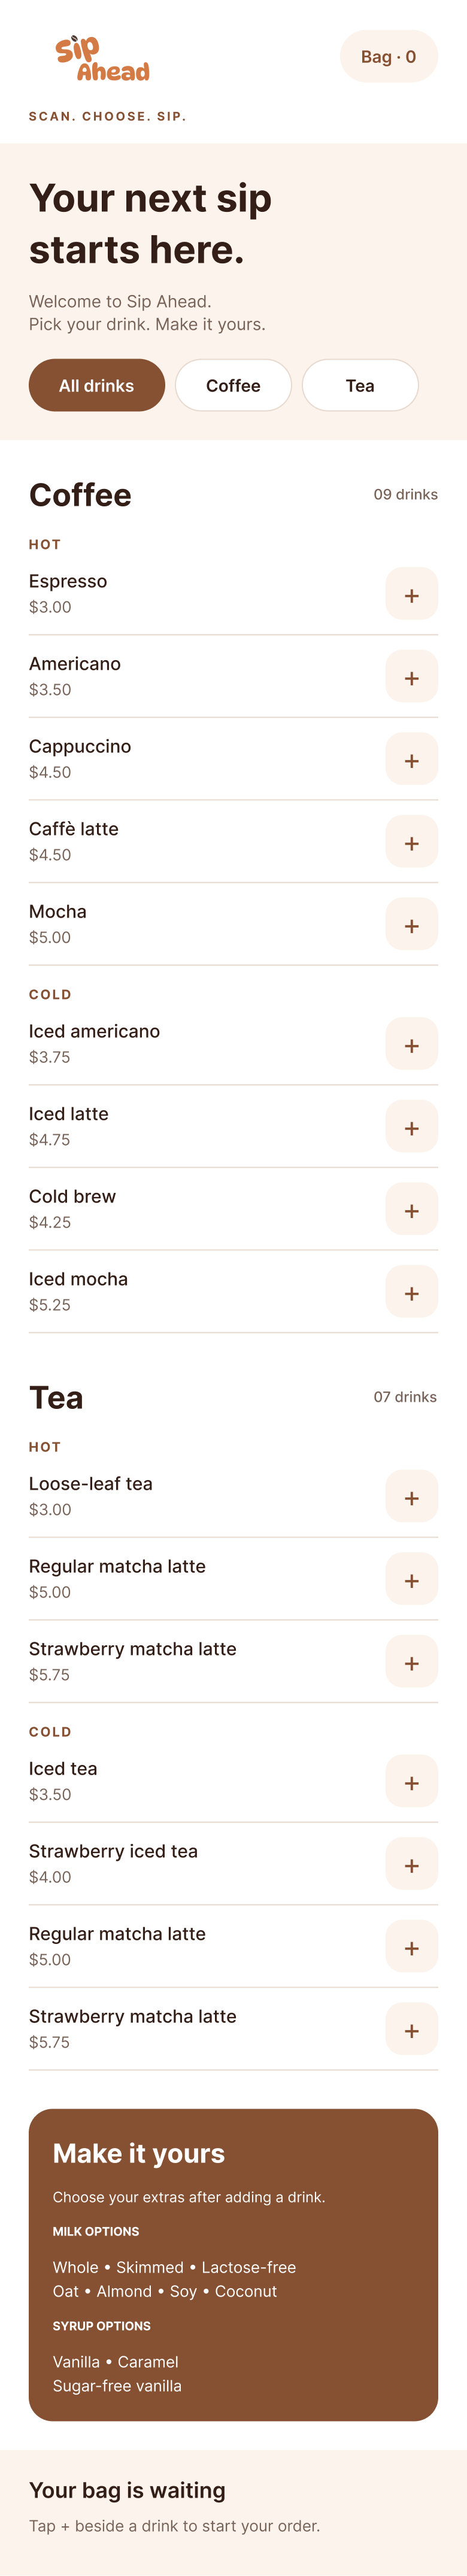 Sip
Ahead
Bag · 0
SCAN. CHOOSE. SIP.
Your next sip
starts here.
Welcome to Sip Ahead.
Pick your drink. Make it yours.
All drinks
Coffee
Tea
Coffee
09 drinks
HOT
Espresso
$3.00
+
Americano
$3.50
+
Cappuccino
$4.50
+
Caffè latte
$4.50
+
Mocha
$5.00
+
COLD
Iced americano
$3.75
+
Iced latte
$4.75
+
Cold brew
$4.25
+
Iced mocha
$5.25
+
Tea
07 drinks
HOT
Loose-leaf tea
$3.00
+
Regular matcha latte
$5.00
+
Strawberry matcha latte
$5.75
+
COLD
Iced tea
$3.50
+
Strawberry iced tea
$4.00
+
Regular matcha latte
$5.00
+
Strawberry matcha latte
$5.75
+
Make it yours
Choose your extras after adding a drink.
MILK OPTIONS
Whole • Skimmed • Lactose-free
Oat • Almond • Soy • Coconut
SYRUP OPTIONS
Vanilla • Caramel
Sugar-free vanilla
Your bag is waiting
Tap + beside a drink to start your order.